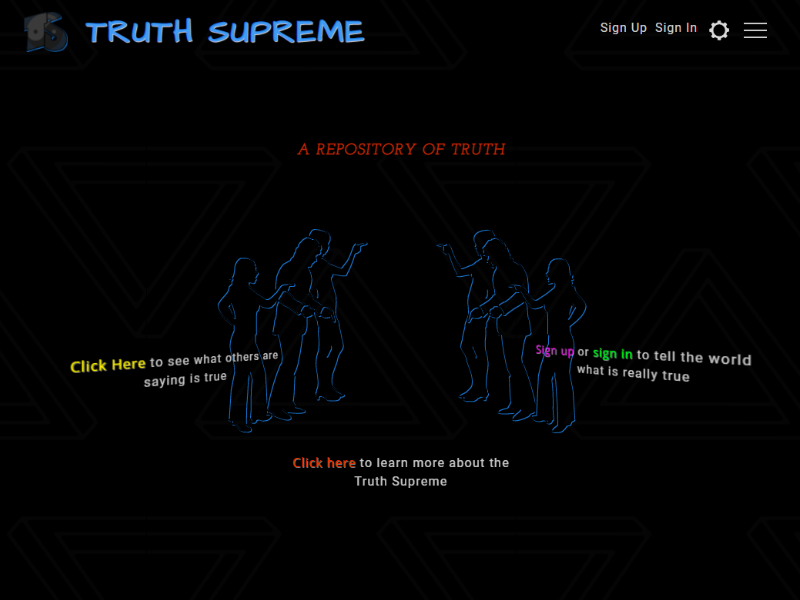 TRUTH SUPREME
Sign Up Sign In
A REPOSITORY OF TRUTH
Click Here to see what others are
saying is true
Sign up or sign in to tell the world
what is really true
Click here to learn more about the
Truth Supreme